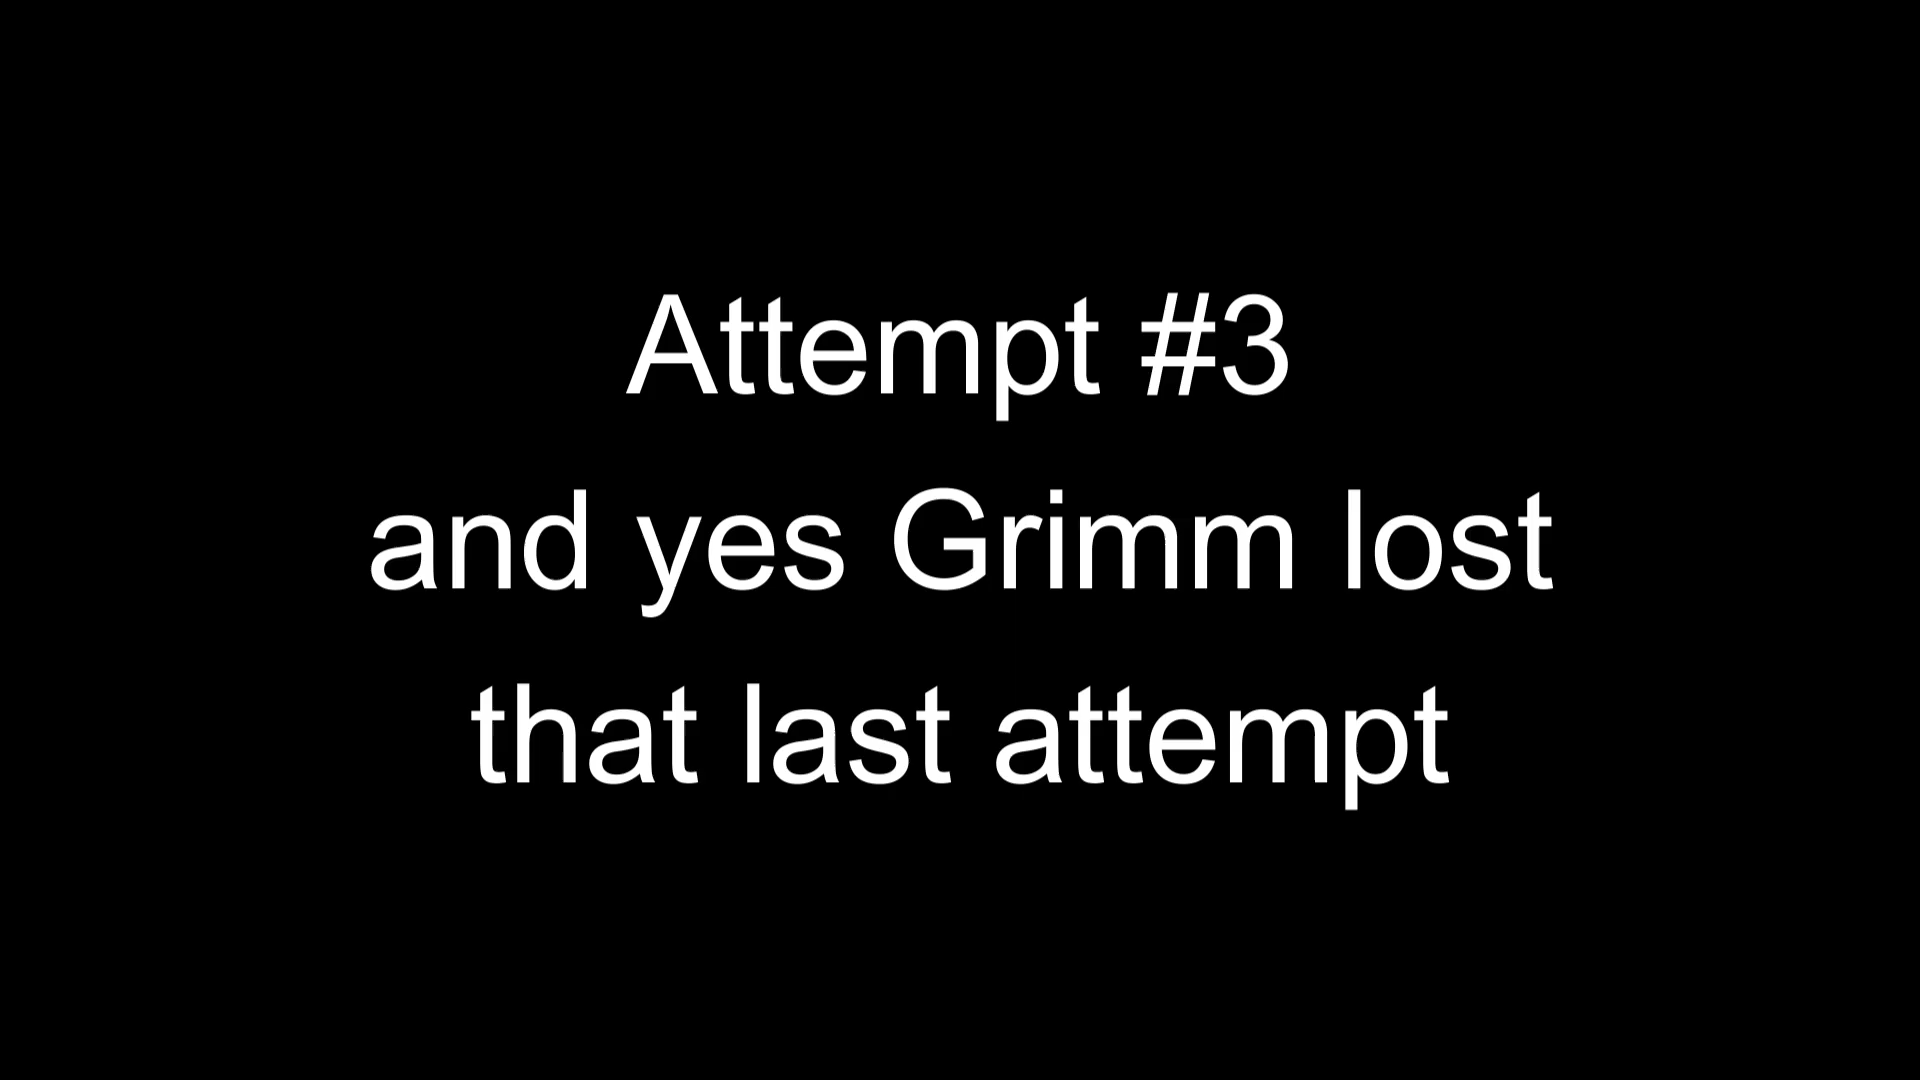 Attempt #3
and yes Grimm lost
that last attempt